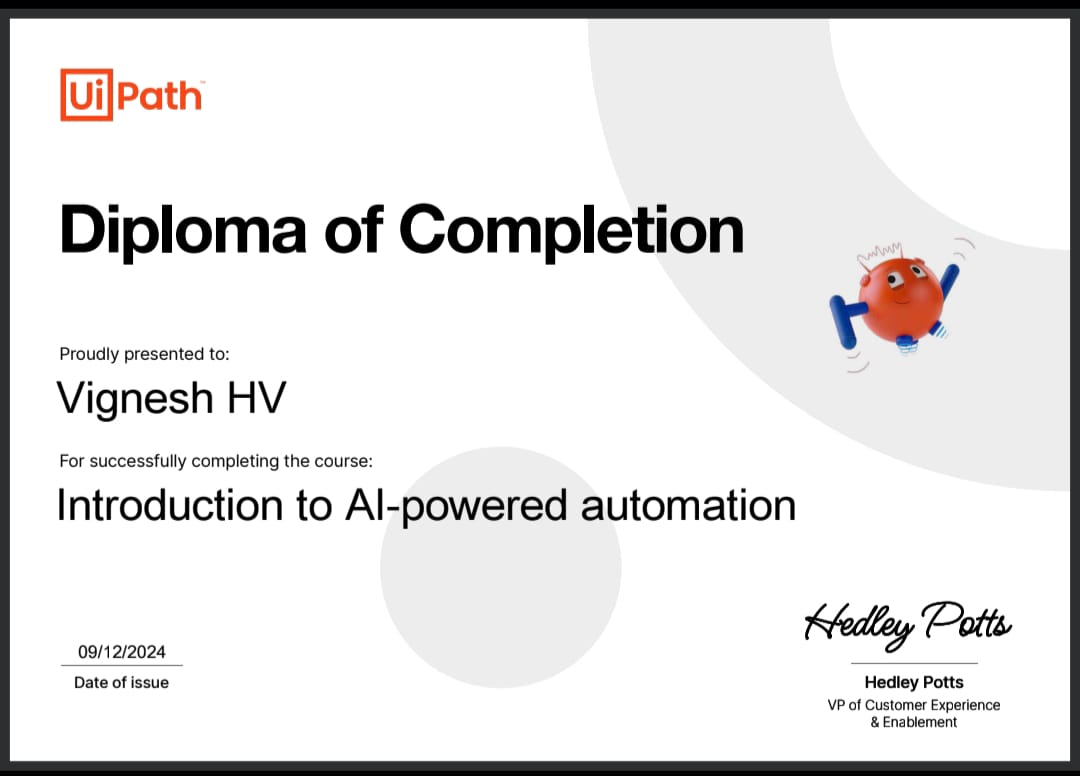 UiPath™
Diploma of Completion
Proudly presented to:
Vignesh HV
For successfully completing the course:
Introduction to AI-powered automation
09/12/2024
Date of issue
Hedley Potts
Hedley Potts
VP of Customer Experience
& Enablement